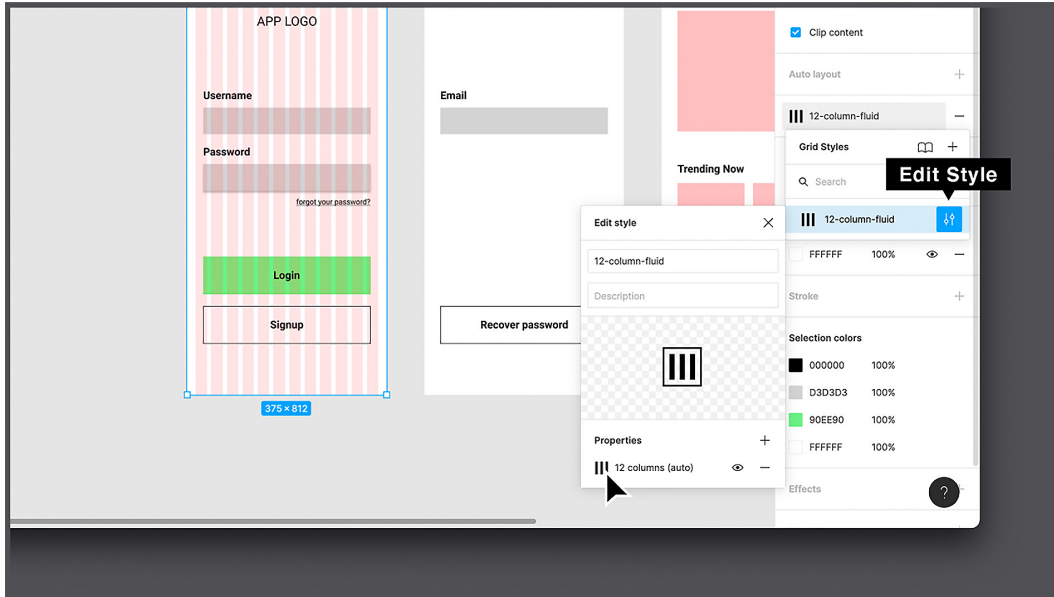 APP LOGO
Username
Password
forgot your password?
Login
Signup
375 × 812
Email
Recover password
Trending Now
Clip content
Auto layout
12-column-fluid
Grid Styles
Search
Edit Style
12-column-fluid
FFFFFF 100%
Stroke
Selection colors
000000 100%
D3D3D3 100%
90EE90 100%
FFFFFF 100%
Effects
?
Edit style
12-column-fluid
Description
Properties
12 columns (auto)